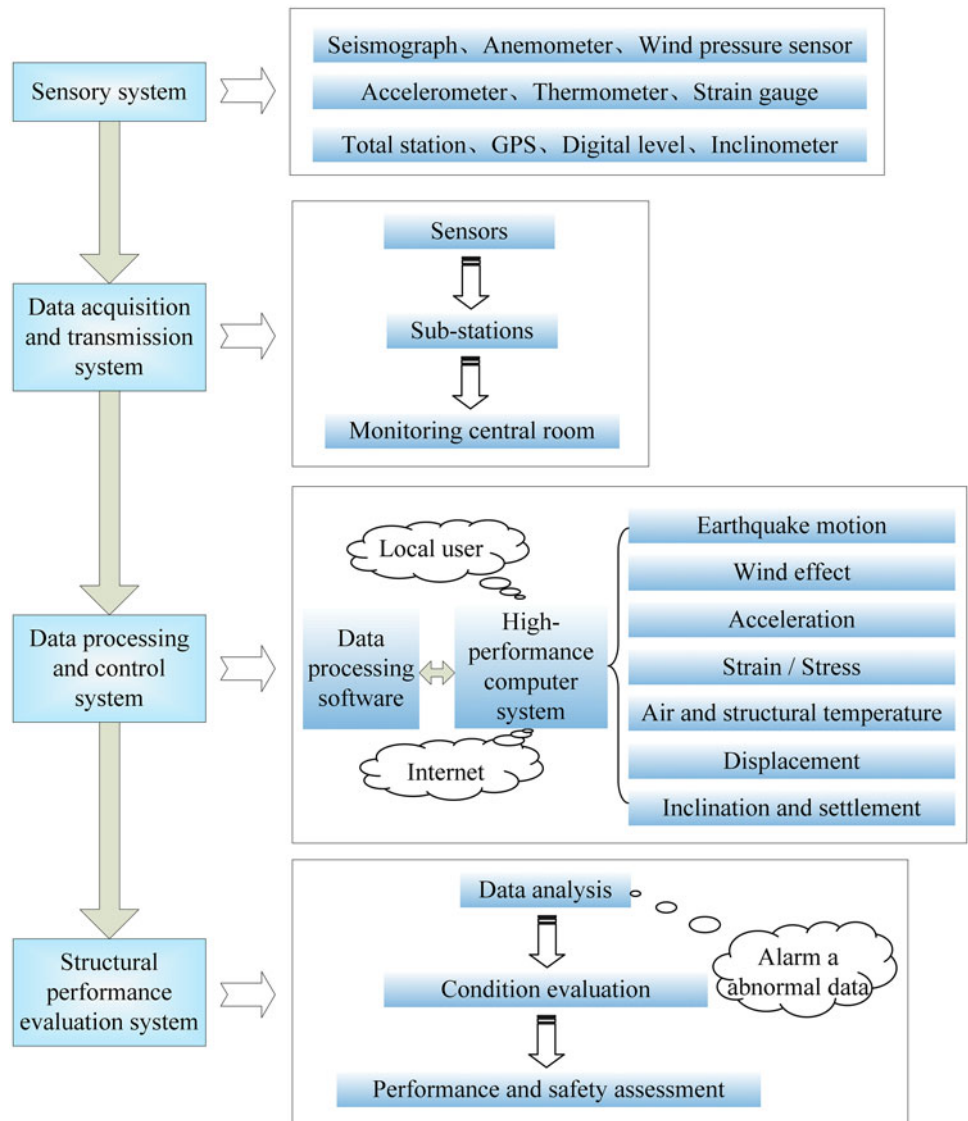 Sensory system
Seismograph、Anemometer、Wind pressure sensor
Accelerometer、Thermometer、Strain gauge
Total station、GPS、Digital level、Inclinometer
Data acquisition
and transmission
system
Sensors
Sub-stations
Monitoring central room
Data processing
and control
system
Local user
Data
processing
software
High-
performance
computer
system
Internet
Earthquake motion
Wind effect
Acceleration
Strain / Stress
Air and structural temperature
Displacement
Inclination and settlement
Structural
performance
evaluation system
Data analysis
Alarm a
abnormal data
Condition evaluation
Performance and safety assessment